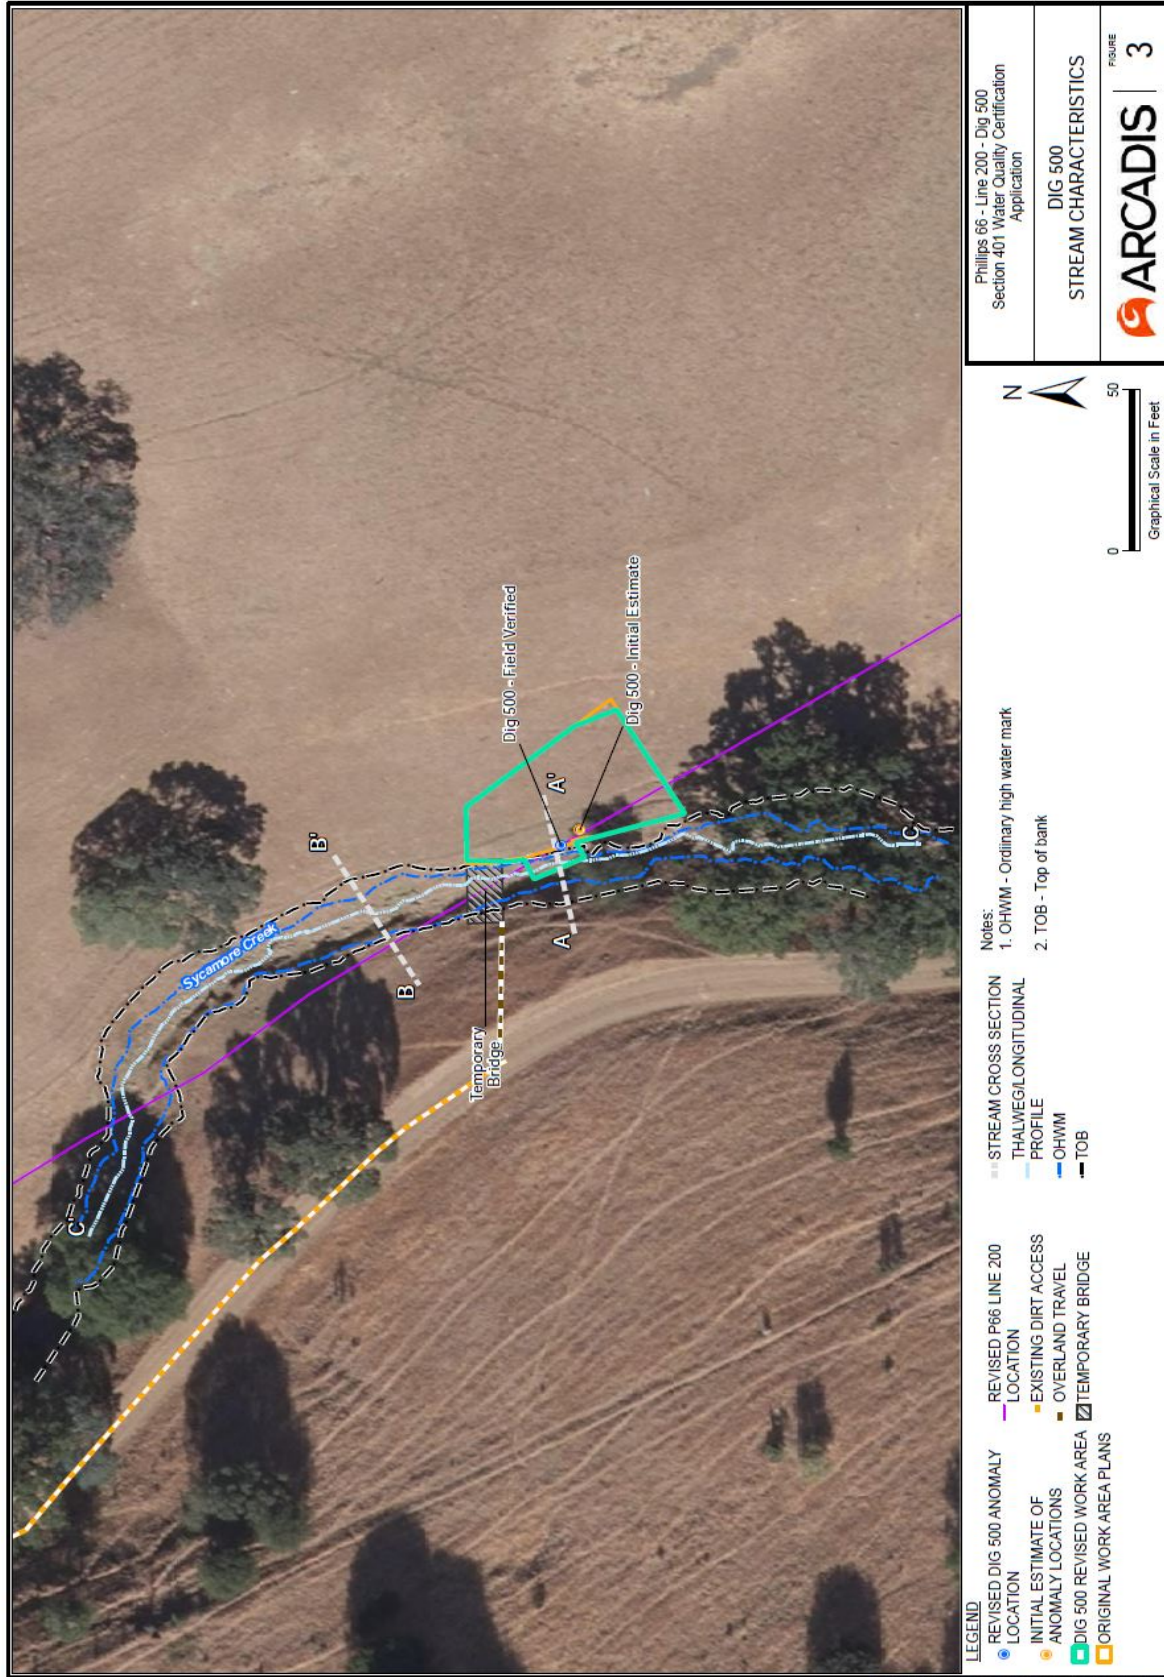 Sycamore Creek
C'
B'
B
Temporary
Bridge
Dig 500 - Field Verified
A'
A
Dig 500 - Initial Estimate
C
LEGEND
REVISED DIG 500 ANOMALY
LOCATION
INITIAL ESTIMATE OF
ANOMALY LOCATIONS
DIG 500 REVISED WORK AREA
ORIGINAL WORK AREA PLANS
REVISED P66 LINE 200
LOCATION
EXISTING DIRT ACCESS
OVERLAND TRAVEL
TEMPORARY BRIDGE
STREAM CROSS SECTION
THALWEG/LONGITUDINAL
PROFILE
OHWM
TOB
Notes:
1. OHWM - Ordinary high water mark
2. TOB - Top of bank
N
0
50
Graphical Scale in Feet
Phillips 66 - Line 200 - Dig 500
Section 401 Water Quality Certification
Application
DIG 500
STREAM CHARACTERISTICS
ARCADIS
FIGURE
3